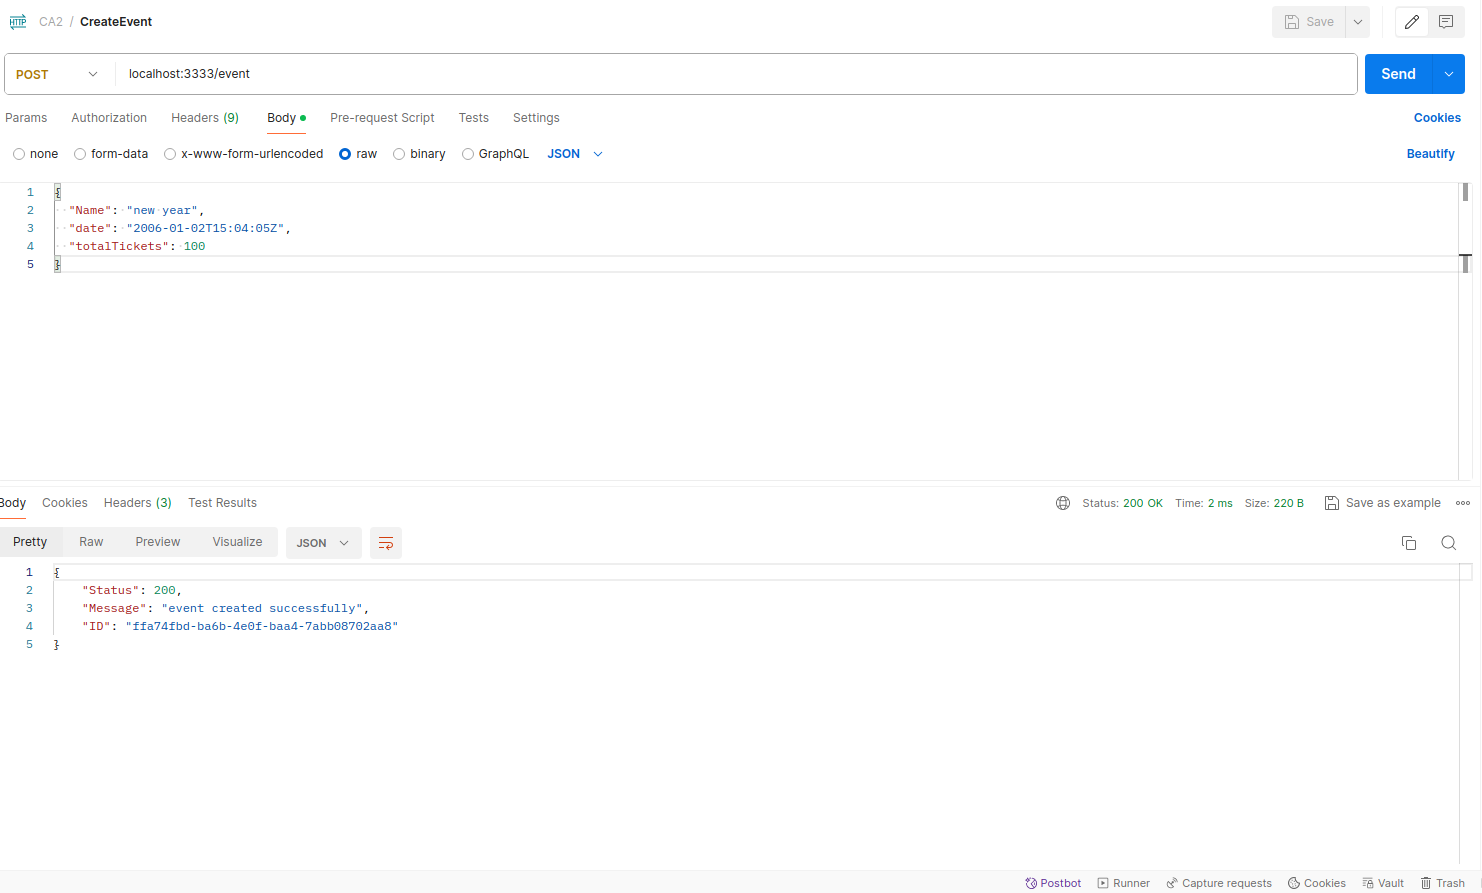 HTTP CA2 / CreateEvent Save
POST localhost:3333/event Send
Params Authorization Headers (9) Body Pre-request Script Tests Settings Cookies
none form-data x-www-form-urlencoded raw binary GraphQL JSON Beautify
1 {
2 "Name": "new year",
3 "date": "2006-01-02T15:04:05Z",
4 "totalTickets": 100
5 }
Body Cookies Headers (3) Test Results Status: 200 OK Time: 2 ms Size: 220 B Save as example
Pretty Raw Preview Visualize JSON
1 {
2 "Status": 200,
3 "Message": "event created successfully",
4 "ID": "ffa74fbd-ba6b-4e0f-baa4-7abb08702aa8"
5 }
Postbot Runner Capture requests Cookies Vault Trash